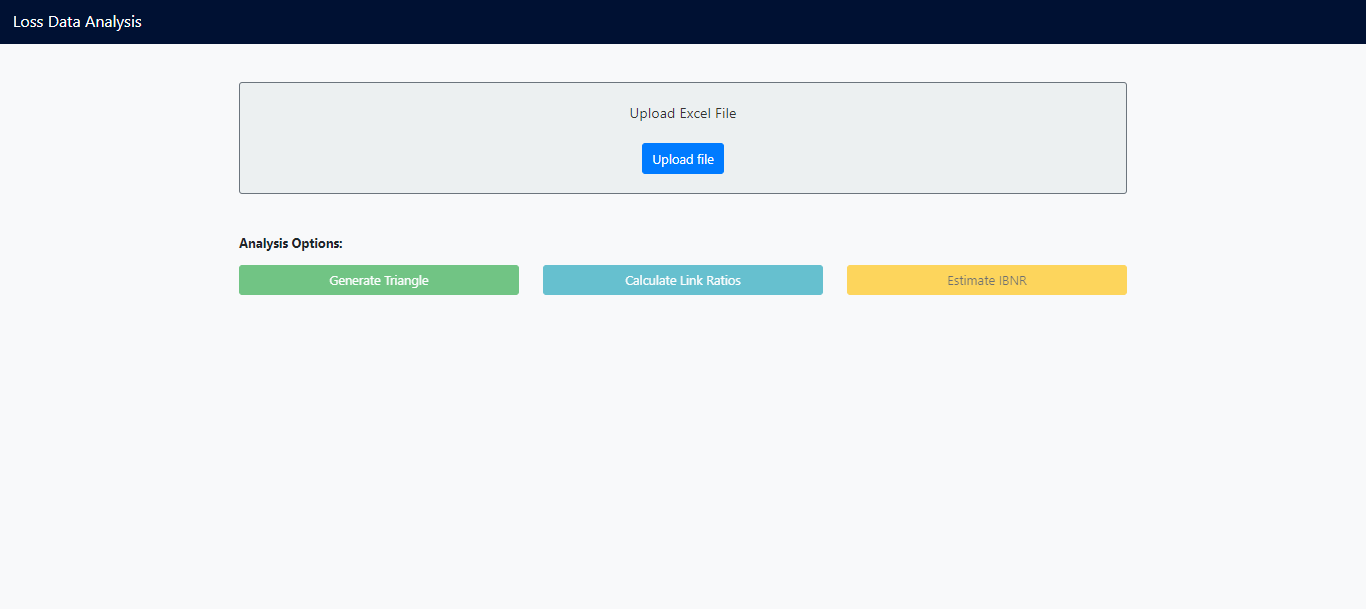 Loss Data Analysis
Upload Excel File
Upload file
Analysis Options:
Generate Triangle
Calculate Link Ratios
Estimate IBNR